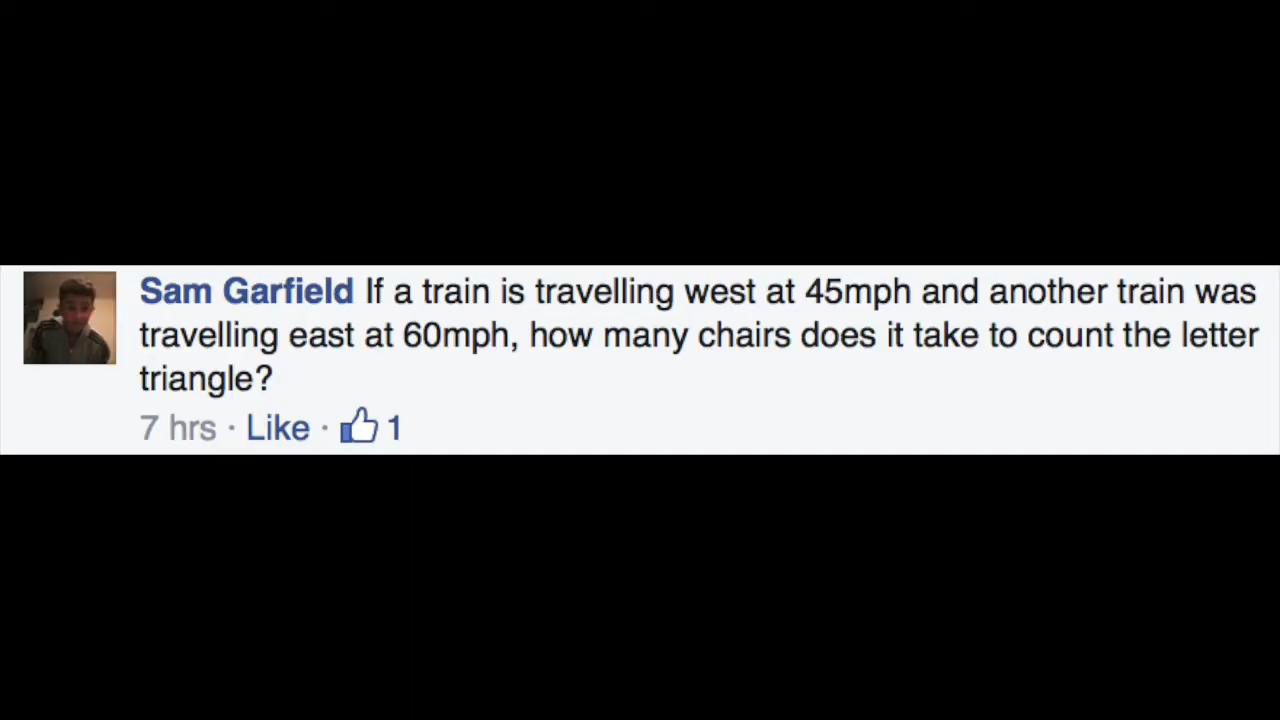 Sam Garfield If a train is travelling west at 45mph and another train was
travelling east at 60mph, how many chairs does it take to count the letter
triangle?
7 hrs · Like · 1